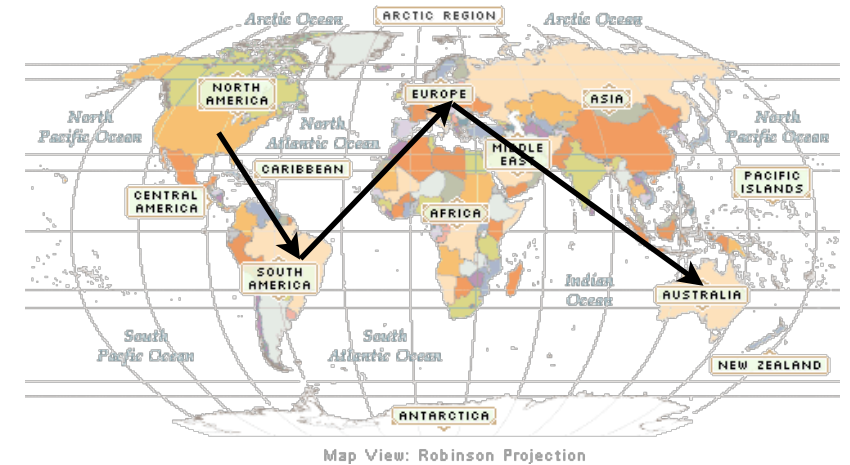 Arctic Ocean
ARCTIC REGION
Arctic Ocean
NORTH
AMERICA
EUROPE
ASIA
North
Pacific Ocean
North
Atlantic Ocean
North
Pacific Ocean
MIDDLE
EAST
CARIBBEAN
PACIFIC
ISLANDS
CENTRAL
AMERICA
AFRICA
SOUTH
AMERICA
Indian
Ocean
AUSTRALIA
South
Pacific Ocean
South
Atlantic Ocean
NEW ZEALAND
ANTARCTICA
Map View: Robinson Projection